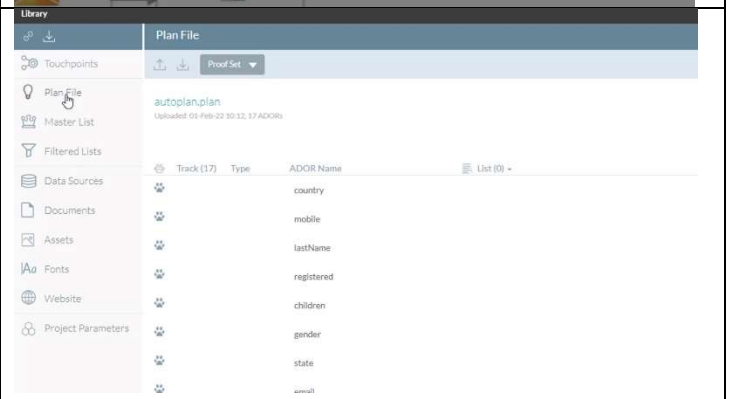 Library
Plan File
Touchpoints
Proof Set
Plan File
autoplan.plan
Master List
Uploaded: 01-Feb-22 10:12, 17 ADORs
Filtered Lists
Track (17) Type ADOR Name List (0)
Data Sources
country
Documents
mobile
Assets
lastName
Aa Fonts
registered
Website
children
Project Parameters
gender
state
email